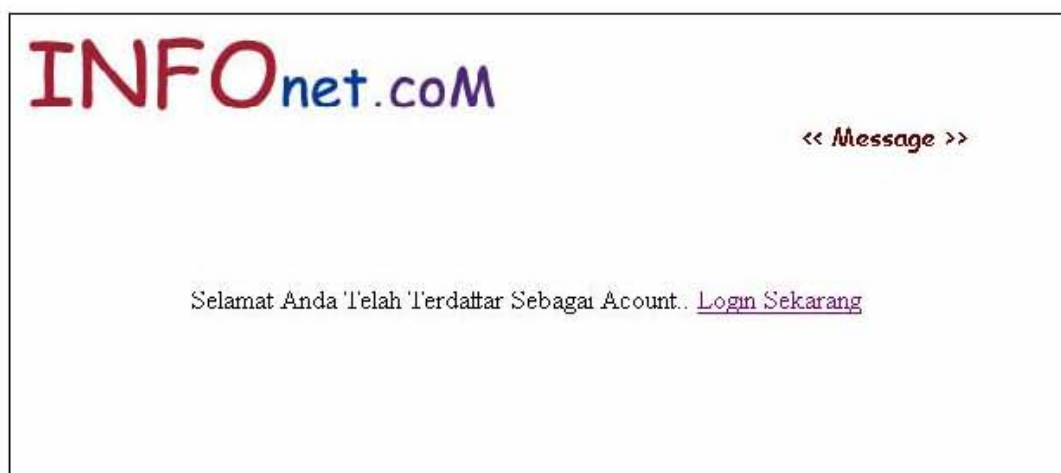 INFOnet.coM
<< Message >>
Selamat Anda Telah Terdaftar Sebagai Acount.. Login Sekarang